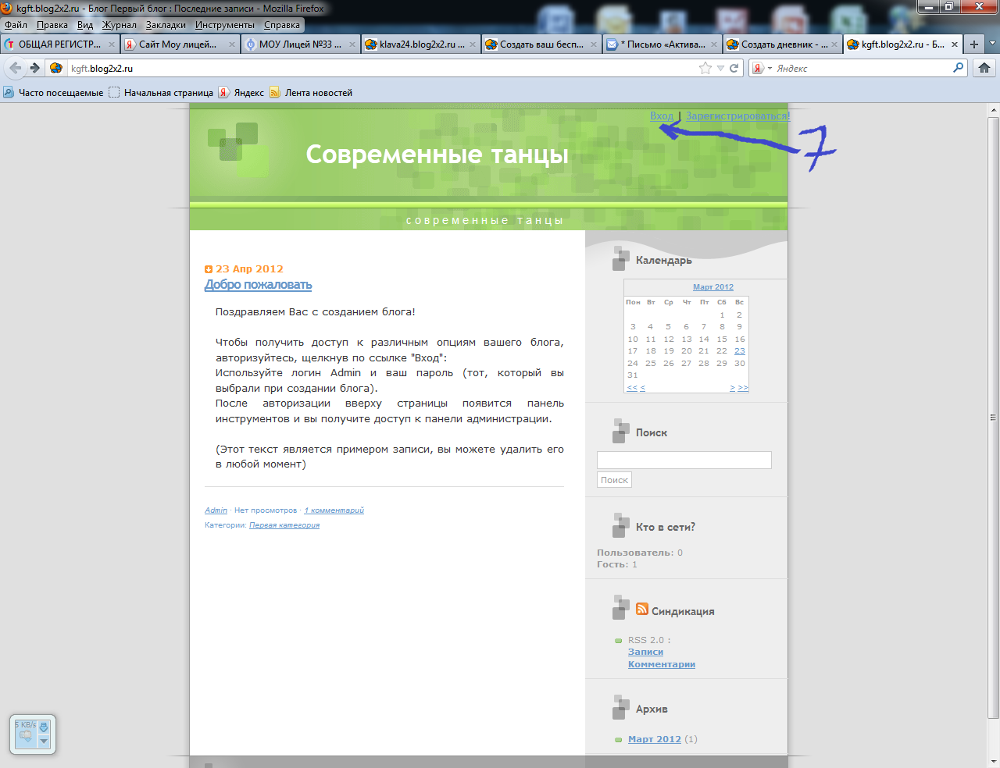 kgft.blog2x2.ru - Блог Первый блог : Последние записи - Mozilla Firefox
Файл Правка Вид Журнал Закладки Инструменты Справка
ОБЩАЯ РЕГИСТР... Сайт Моу лицей... МОУ Лицей №33 ... klava24.blog2x2.ru ... Создать ваш бесп... * Письмо «Актива... Создать дневник - ... kgft.blog2x2.ru - Б...
kgft.blog2x2.ru
Яндекс
Часто посещаемые Начальная страница Яндекс Лента новостей
Вход | Зарегистрироваться!
7
Современные танцы
современные танцы
23 Апр 2012
Добро пожаловать
Поздравляем Вас с созданием блога!
Чтобы получить доступ к различным опциям вашего блога,
авторизуйтесь, щелкнув по ссылке "Вход":
Используйте логин Admin и ваш пароль (тот, который вы
выбрали при создании блога).
После авторизации вверху страницы появится панель
инструментов и вы получите доступ к панели администрации.
(Этот текст является примером записи, вы можете удалить его
в любой момент)
Admin · Нет просмотров · 1 комментарий
Категории: Первая категория
Календарь
Март 2012
Пон Вт Ср Чт Пт Сб Вс
1 2
3 4 5 6 7 8 9
10 11 12 13 14 15 16
17 18 19 20 21 22 23
24 25 26 27 28 29 30
31
<< < > >>
Поиск
Поиск
Кто в сети?
Пользователь: 0
Гость: 1
Синдикация
RSS 2.0 :
Записи
Комментарии
Архив
Март 2012 (1)
5 KB/s